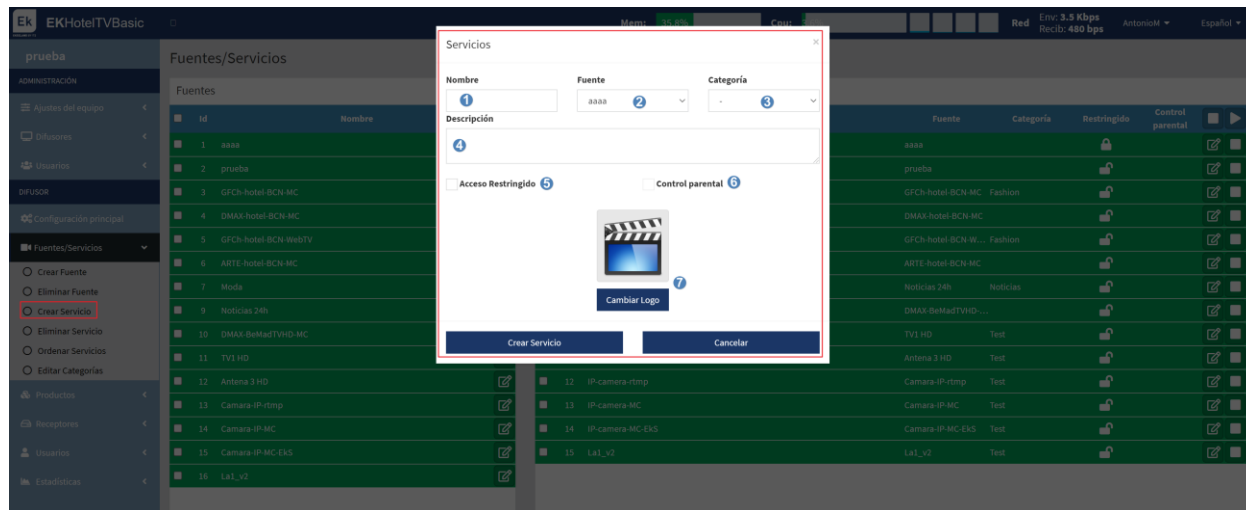 Ek EKHotelTVBasic Mem: 35.8% Cpu: Red Env: 3.5 Kbps Recib: 480 bps AntonioM Español
prueba
ADMINISTRACIÓN
Ajustes del equipo
Difusores
Usuarios
DIFUSOR
Configuración principal
Fuentes/Servicios
Crear Fuente
Eliminar Fuente
Crear Servicio
Eliminar Servicio
Ordenar Servicios
Editar Categorías
Productos
Receptores
Usuarios
Estadísticas
Fuentes/Servicios
Fuentes
Id Nombre
1 aaaa
2 prueba
3 GFCh-hotel-BCN-MC
4 DMAX-hotel-BCN-MC
5 GFCh-hotel-BCN-WebTV
6 ARTE-hotel-BCN-MC
7 Moda
9 Noticias 24h
10 DMAX-BeMadTVHD-MC
11 TV1 HD
12 Antena 3 HD
13 Camara-IP-rtmp
14 Camara-IP-MC
15 Camara-IP-MC-EkS
16 La1_v2
Servicios ×
Nombre Fuente Categoría
1 aaaa 2 - 3
Descripción
4
Acceso Restringido 5 Control parental 6
7
Cambiar Logo
Crear Servicio Cancelar
Fuente Categoría Restringido Control parental
aaaa
prueba
GFCh-hotel-BCN-MC Fashion
DMAX-hotel-BCN-MC
GFCh-hotel-BCN-W... Fashion
ARTE-hotel-BCN-MC
Noticias 24h Noticias
DMAX-BeMadTVHD-...
TV1 HD Test
Antena 3 HD Test
12 IP-camera-rtmp Camara-IP-rtmp Test
13 IP-camera-MC Camara-IP-MC Test
14 IP-camera-MC-EkS Camara-IP-MC-EkS Test
15 La1_v2 La1_v2 Test